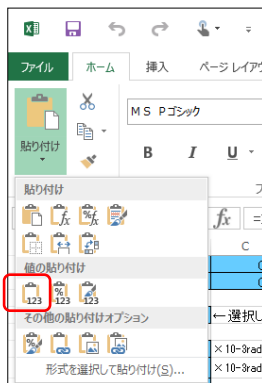 ファイル ホーム 挿入 ページ レイアウ
MS Pゴシック
貼り付け
B I U
貼り付け
fx fx % fx =
C
値の貼り付け
123 % 123 123
その他の貼り付けオプション
←選択し
形式を選択して貼り付け(S)...
×10-3rad
×10-3rad